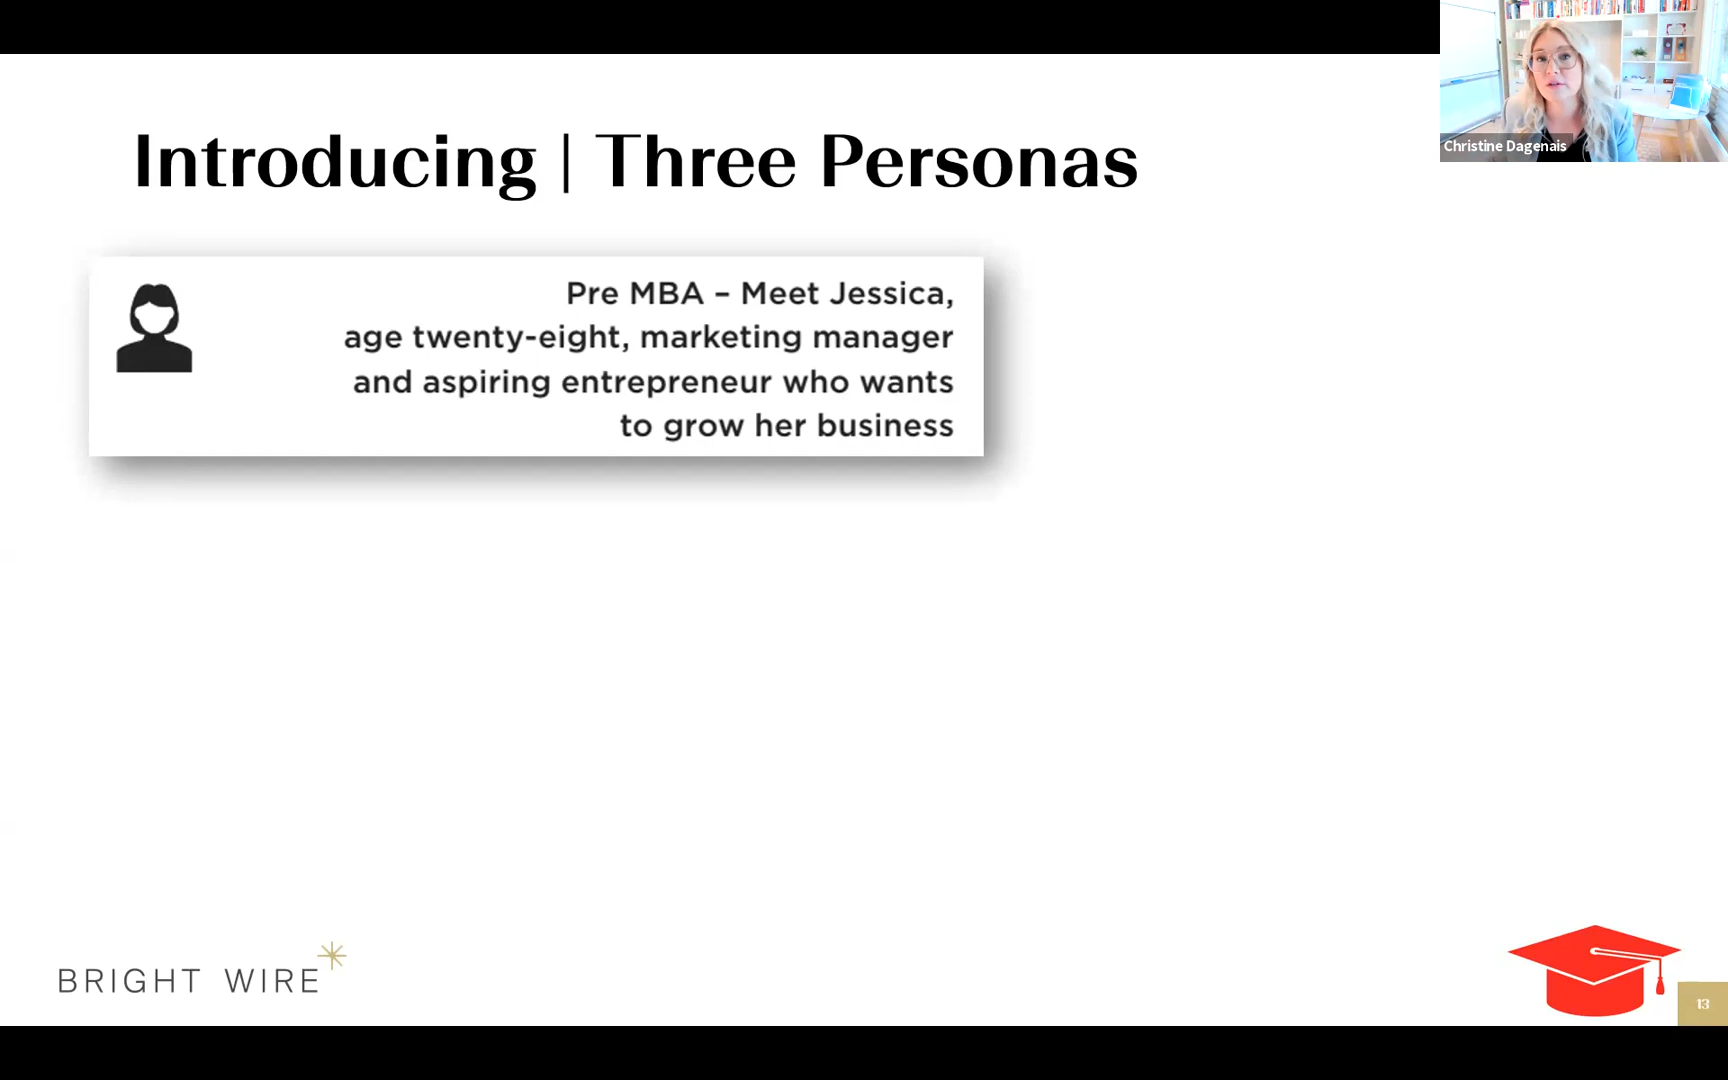 Christine Dagenais
Introducing | Three Personas
Pre MBA – Meet Jessica,
age twenty-eight, marketing manager
and aspiring entrepreneur who wants
to grow her business
BRIGHT WIRE
13